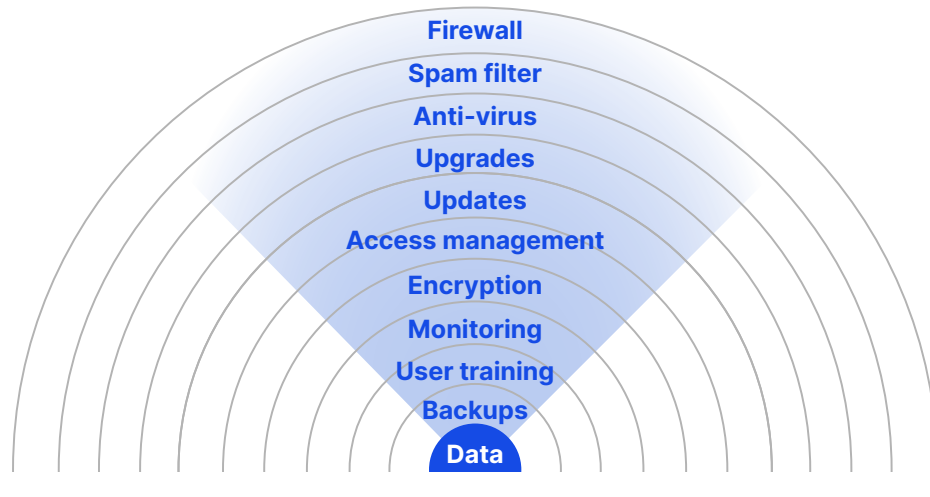 Firewall
Spam filter
Anti-virus
Upgrades
Updates
Access management
Encryption
Monitoring
User training
Backups
Data